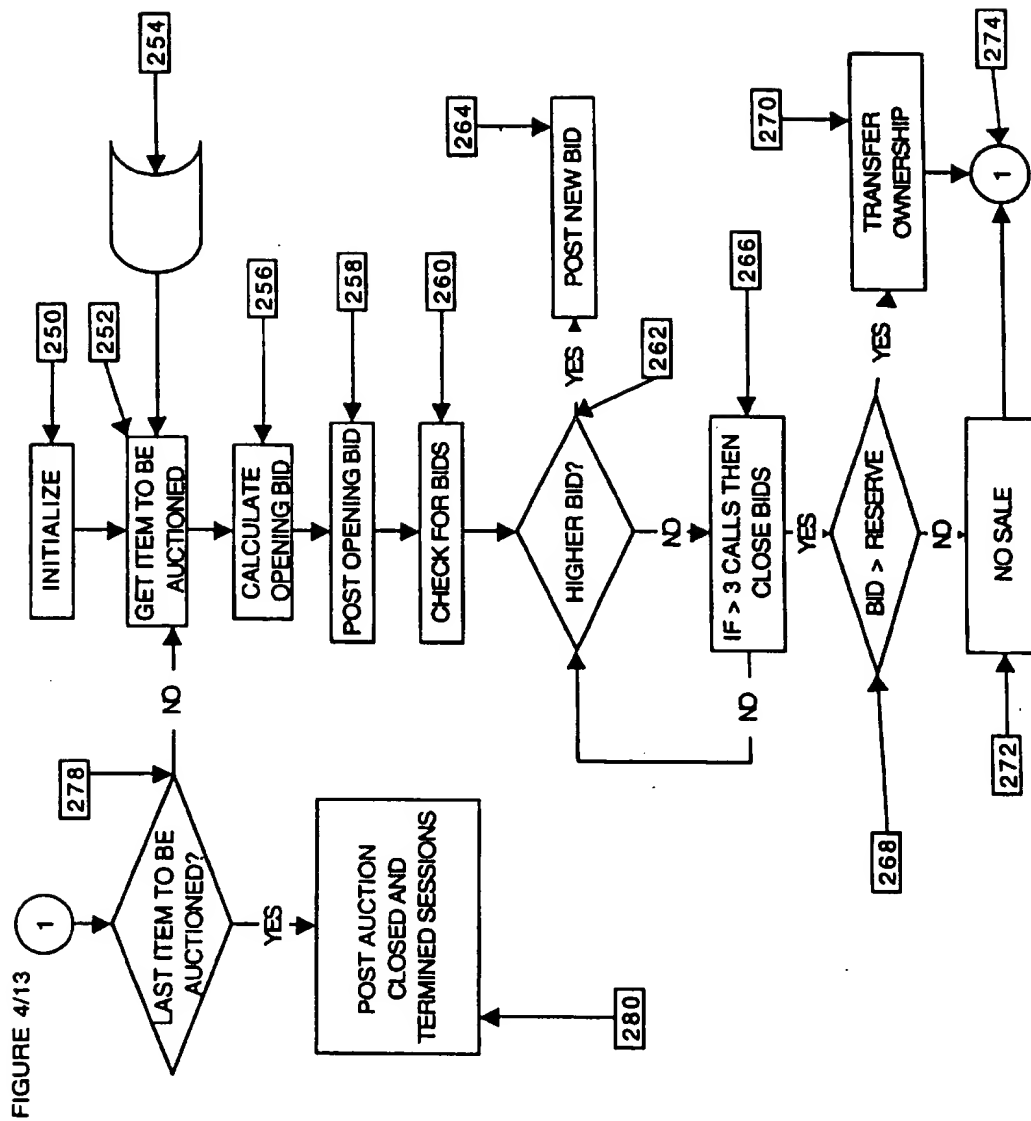 FIGURE 4/13
1
278
LAST ITEM TO BE
AUCTIONED?
NO
YES
POST AUCTION
CLOSED AND
TERMINED SESSIONS
280
250
INITIALIZE
252
254
GET ITEM TO BE
AUCTIONED
256
CALCULATE
OPENING BID
258
POST OPENING BID
260
CHECK FOR BIDS
HIGHER BID?
262
YES
264
POST NEW BID
NO
266
IF > 3 CALLS THEN
CLOSE BIDS
NO
YES
268
BID > RESERVE
YES
270
TRANSFER
OWNERSHIP
NO
272
NO SALE
1
274